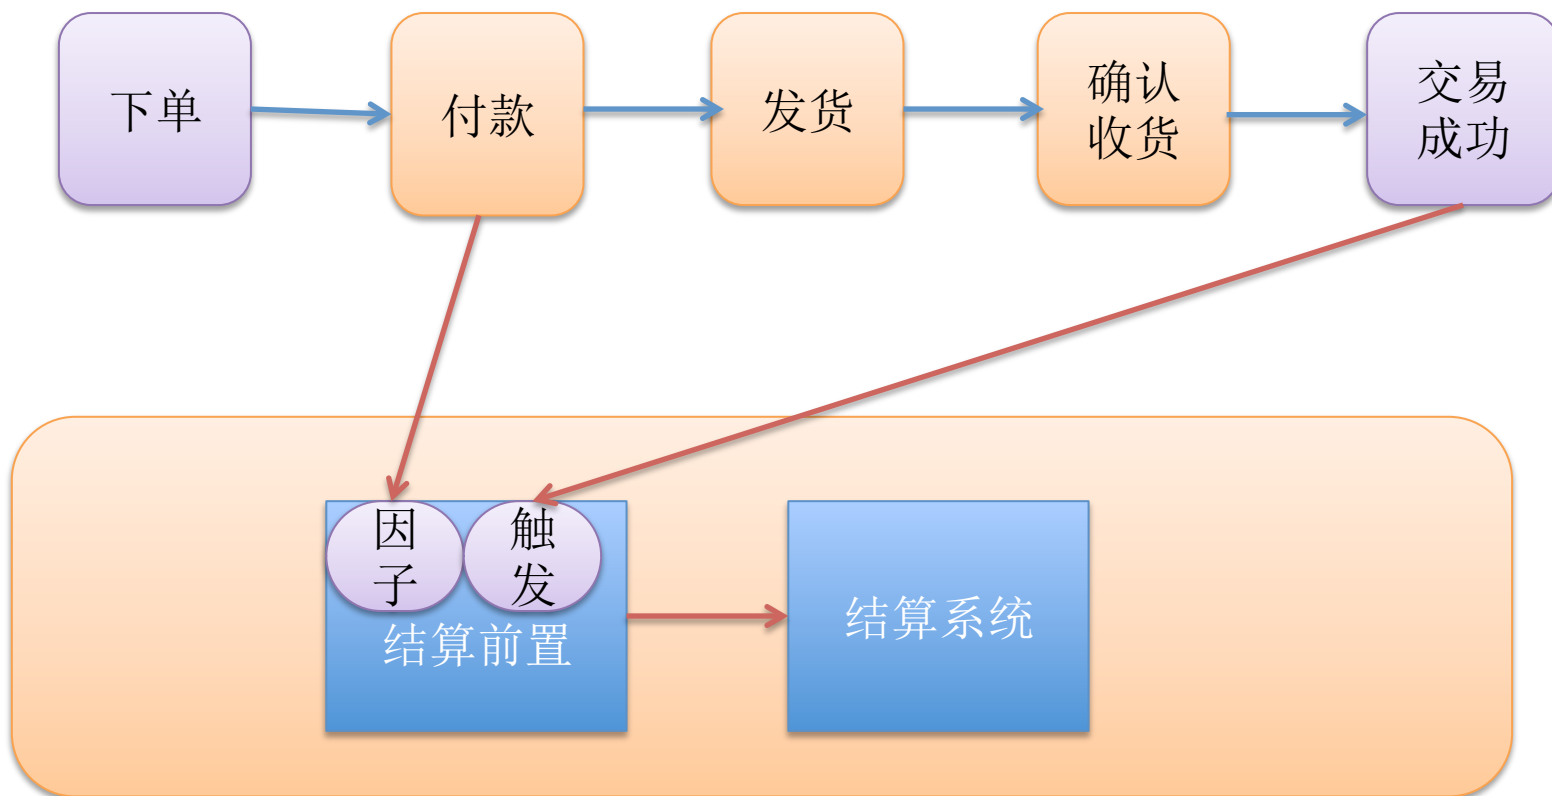 下单
付款
发货
确认
收货
交易
成功
因
子
触
发
结算前置
结算系统